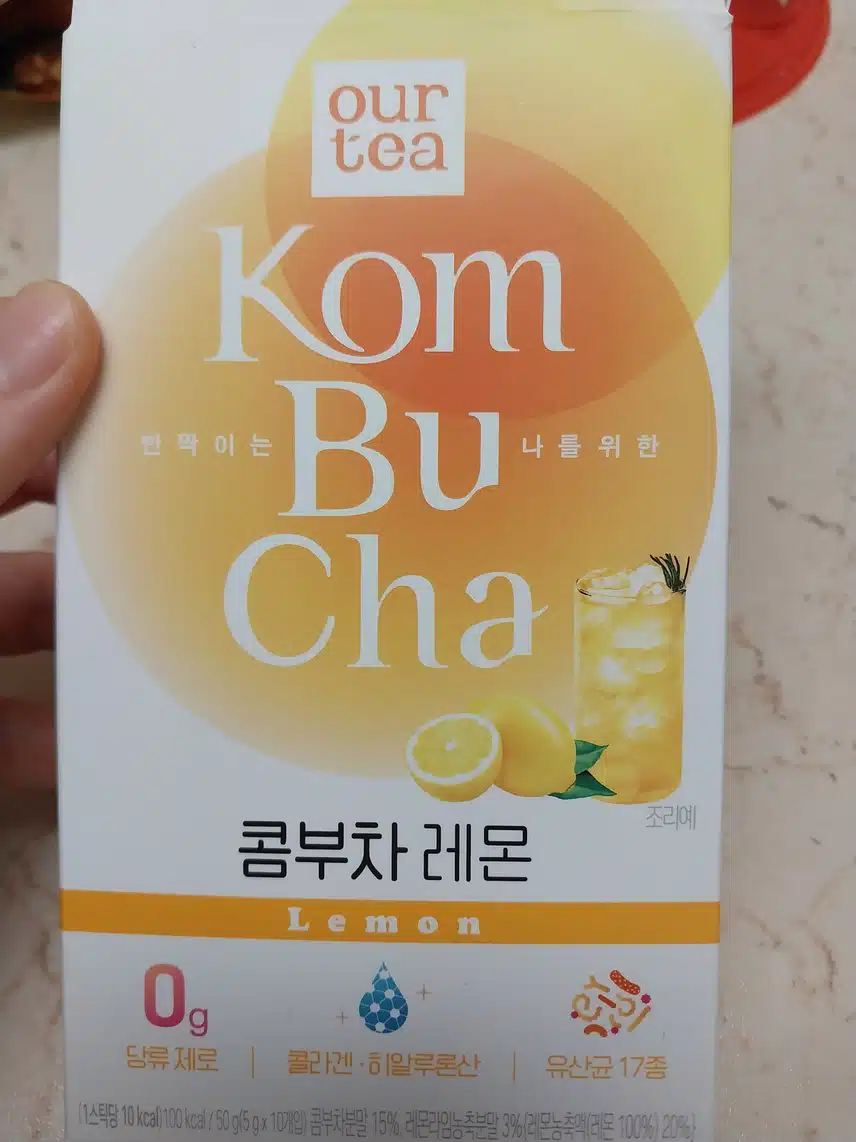 our
tea
Kom
반짝이는 Bu 나를위한
Cha
조리예
콤부차 레몬
Lemon
0g
당류 제로 | 콜라겐·히알루론산 | 유산균 17종
(1스틱당 10 kcal)100 kcal / 50 g(5 g x 10개입) 콤부차분말 15%, 레몬라임농축분말 3%(레몬농축액(레몬 100%) 20%)